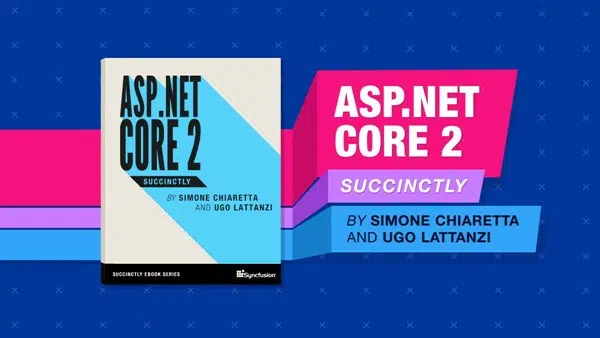 ASP.NET
CORE 2
SUCCINCTLY
BY SIMONE CHIARETTA
AND UGO LATTANZI
SUCCINCTLY EBOOK SERIES
Syncfusion
ASP.NET
CORE 2
SUCCINCTLY
BY SIMONE CHIARETTA
AND UGO LATTANZI